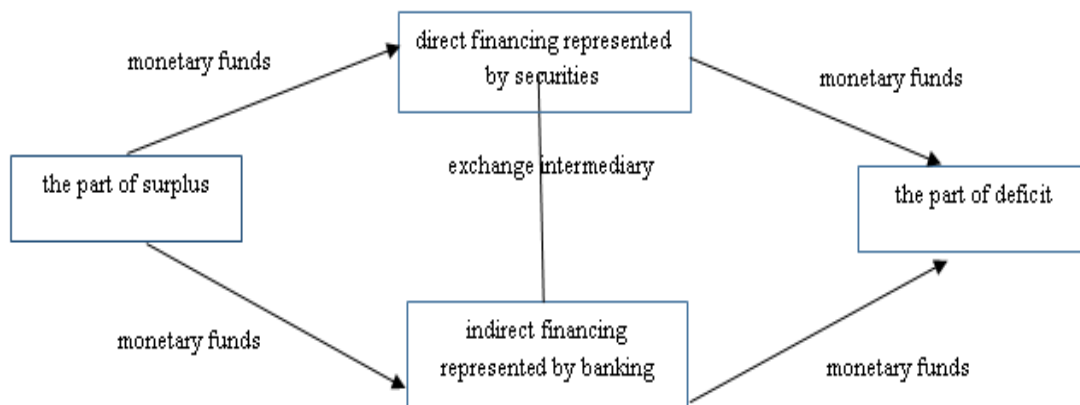 direct financing represented
by securities
monetary funds
monetary funds
exchange intermediary
the part of surplus
the part of deficit
indirect financing
represented by banking
monetary funds
monetary funds